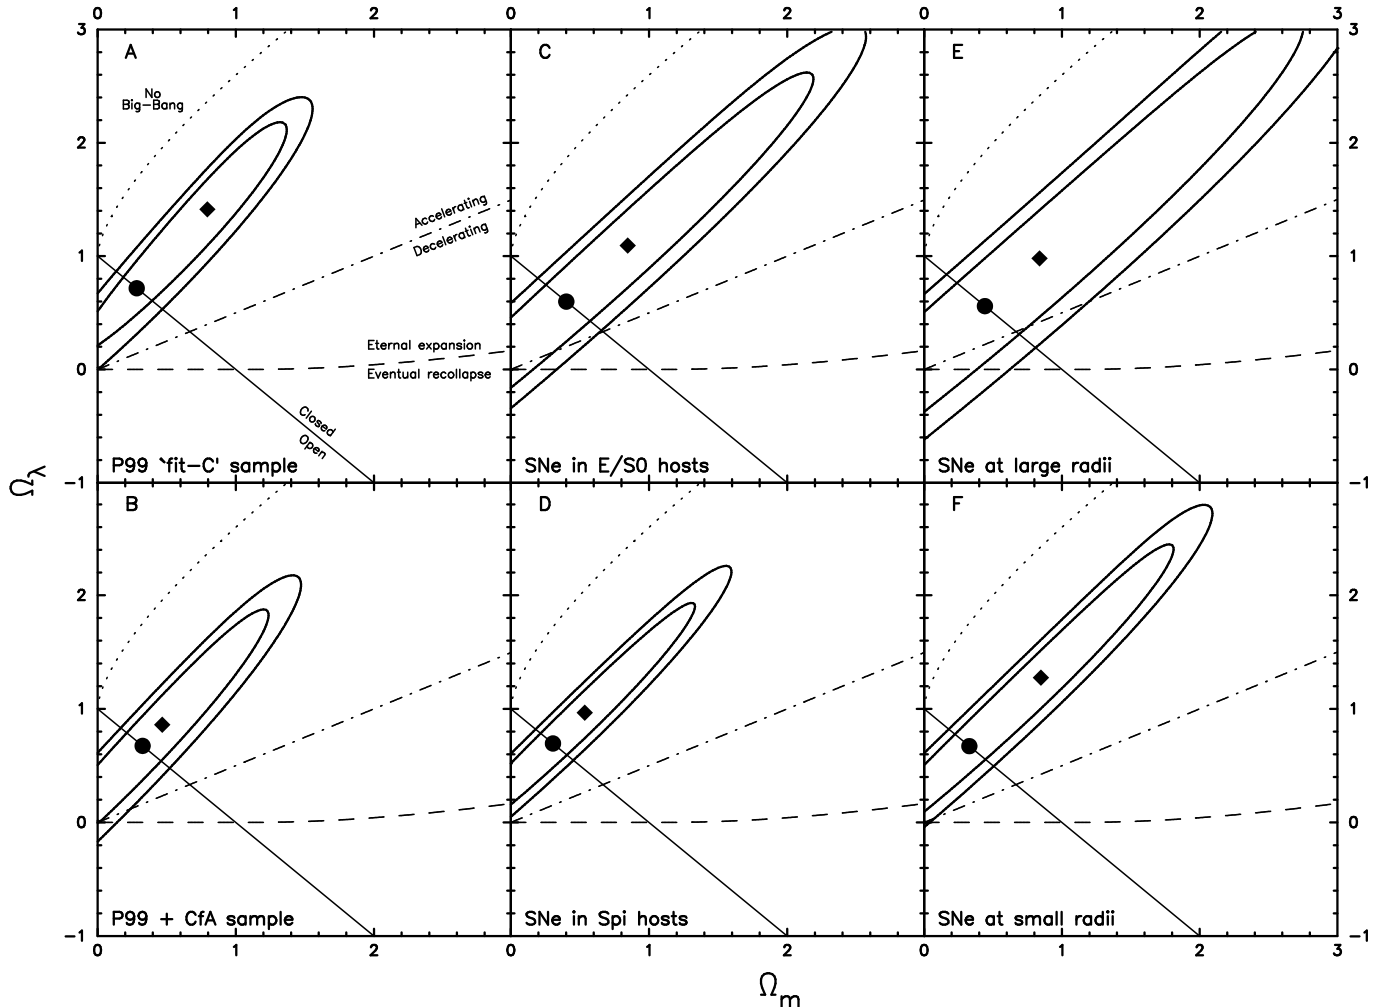 0 1 2 0 1 2 0 1 2 3
3 A C E 3
No
Big-Bang
2 2
Accelerating
Decelerating
1 1
Eternal expansion
0 0
Eventual recollapse
Closed
Open
P99 `fit-C' sample SNe in E/S0 hosts SNe at large radii
-1 -1
Ωλ
B D F
2 2
1 1
0 0
P99 + CfA sample SNe in Spi hosts SNe at small radii
-1 -1
0 1 2 0 1 2 0 1 2 3
Ωm